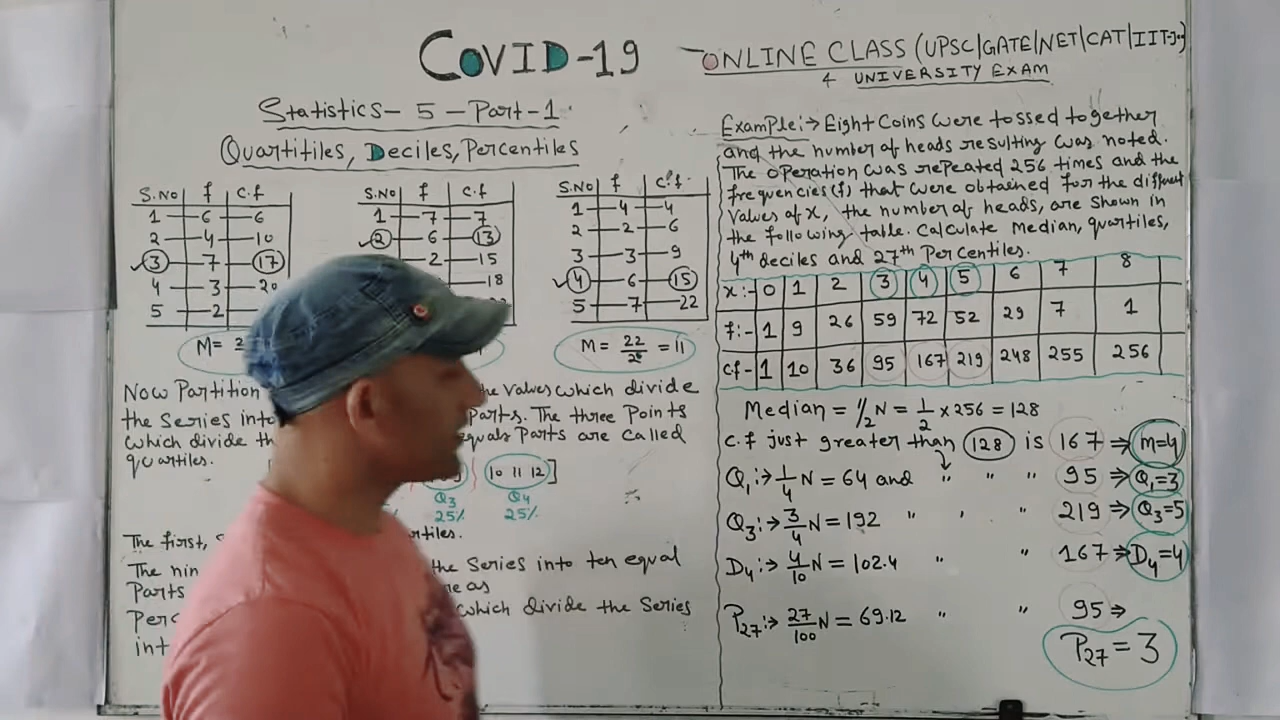 COVID-19
ONLINE CLASS (UPSC|GATE|NET|CAT|IIT-J
& UNIVERSITY EXAM
Statistics- 5 - Part-1
Quartifiles, Deciles, Percentiles
S.No f c.f
1 6 6
2 4 10
3 7 17
4 3 20
5 2
M=
S.No f c.f
1 7 7
2 6 13
2 15
18
S.No f c.f
1 4 4
2 2 6
3 3 9
4 6 15
5 7 22
M = 22/2 = 11
Now Partition the values which divide
the Series into Parts. The three Points
which divide th equals Parts are called
quartiles.
10 11 12]
Q3 Q4
25% 25%
The first,
The nin the Series into ten equal
Parts as
Perc which divide the Series
int
Example:→ Eight Coins were tossed together
and the number of heads resulting was noted.
The operation was repeated 256 times and the
frequencies(f) that were obtained for the different
values of x, the number of heads, are shown in
the following table. Calculate median, quartiles,
4th deciles and 27th Percentiles.
x:- 0 1 2 3 4 5 6 7 8
f:- 1 9 26 59 72 52 29 7 1
cf- 1 10 36 95 167 219 248 255 256
Median = 1/2 N = 1/2 x 256 = 128
c.f just greater than 128 is 167 ⇒ M=4
Q1:→ 1/4 N = 64 and " " " 95 ⇒ Q1=3
Q3:→ 3/4 N = 192 " " " 219 ⇒ Q3=5
D4:→ 4/10 N = 102.4 " " 167 ⇒ D4=4
P27:→ 27/100 N = 69.12 " " 95 ⇒
P27 = 3